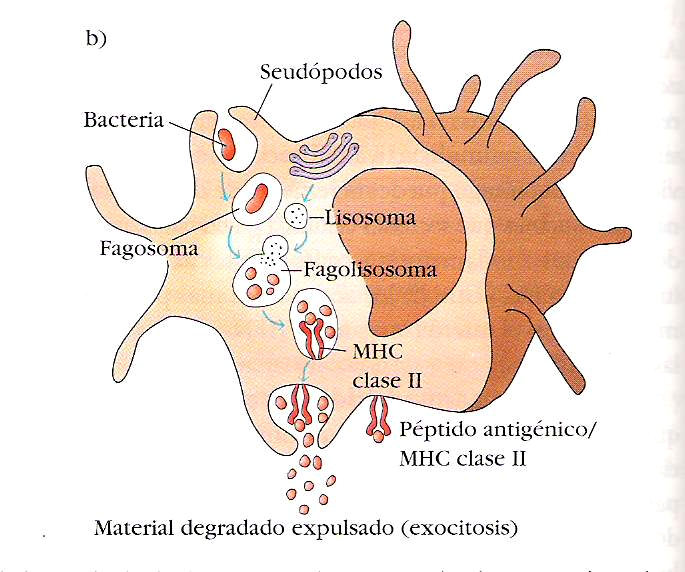 b)
Seudópodos
Bacteria
Lisosoma
Fagosoma
Fagolisosoma
MHC
clase II
Péptido antigénico/
MHC clase II
Material degradado expulsado (exocitosis)